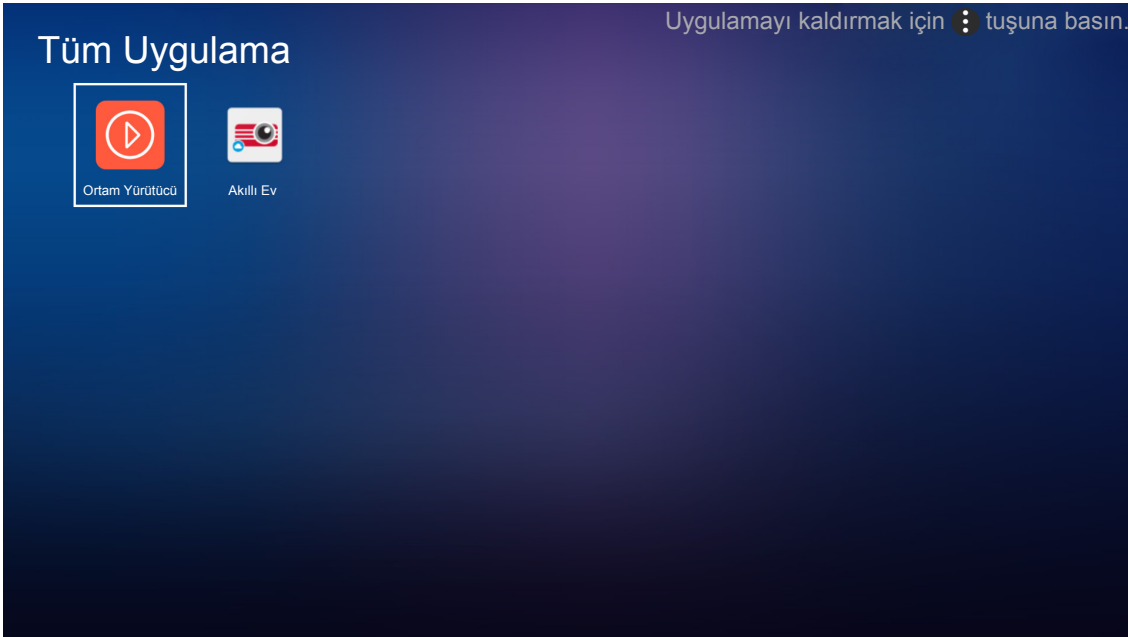 Uygulamayı kaldırmak için tuşuna basın.
Tüm Uygulama
Ortam Yürütücü
Akıllı Ev